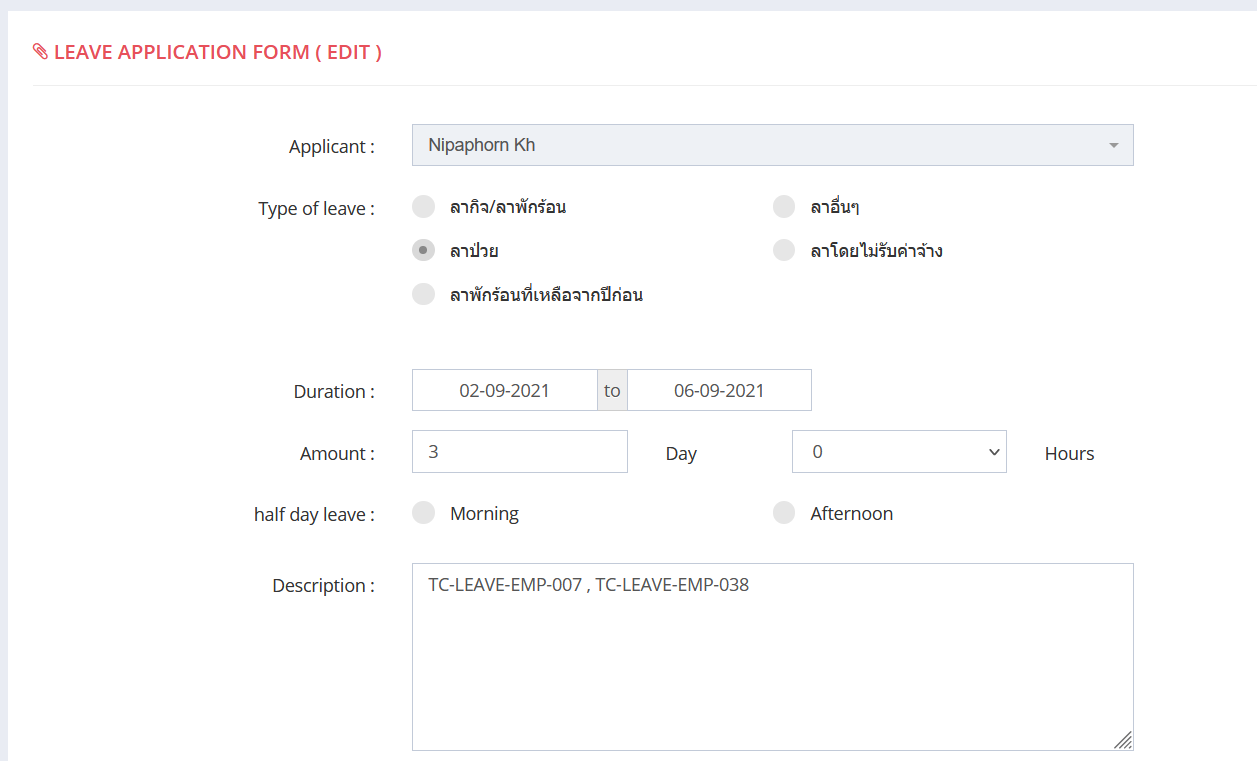 LEAVE APPLICATION FORM ( EDIT )
Applicant : Nipaphorn Kh
Type of leave : ลากิจ/ลาพักร้อน ลาอื่นๆ
ลาป่วย ลาโดยไม่รับค่าจ้าง
ลาพักร้อนที่เหลือจากปีก่อน
Duration : 02-09-2021 to 06-09-2021
Amount : 3 Day 0 Hours
half day leave : Morning Afternoon
Description : TC-LEAVE-EMP-007 , TC-LEAVE-EMP-038